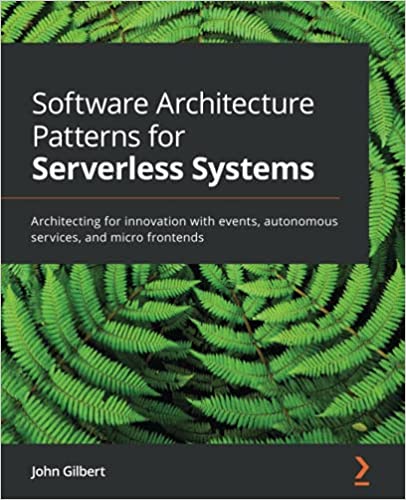 Software Architecture
Patterns for
Serverless Systems
Architecting for innovation with events, autonomous
services, and micro frontends
John Gilbert